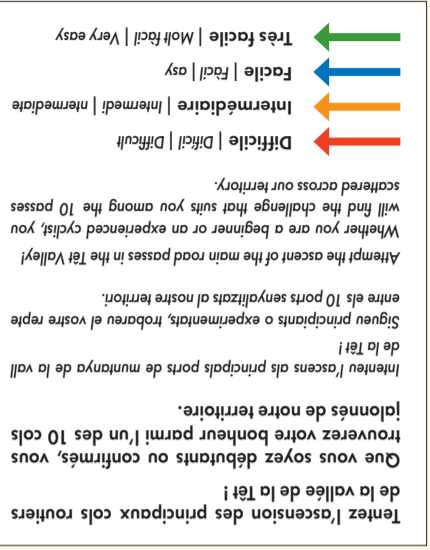 Tentez l'ascension des principaux cols routiers
de la vallée de la Têt !
Que vous soyez débutants ou confirmés, vous
trouverez votre bonheur parmi l'un des 10 cols
jalonnés de notre territoire.
Intenteu l'ascens als principals ports de muntanya de la vall
de la Têt !
Sigueu principiants o experimentats, trobareu el vostre repte
entre els 10 ports senyalitzats al nostre territori.
Attempt the ascent of the main road passes in the Têt Valley!
Whether you are a beginner or an experienced cyclist, you
will find the challenge that suits you among the 10 passes
scattered across our territory.
Difficile | Difícil | Difficult
Intermédiaire | Intermedi | ntermediate
Facile | Fàcil | asy
Très facile | Molt fàcil | Very easy